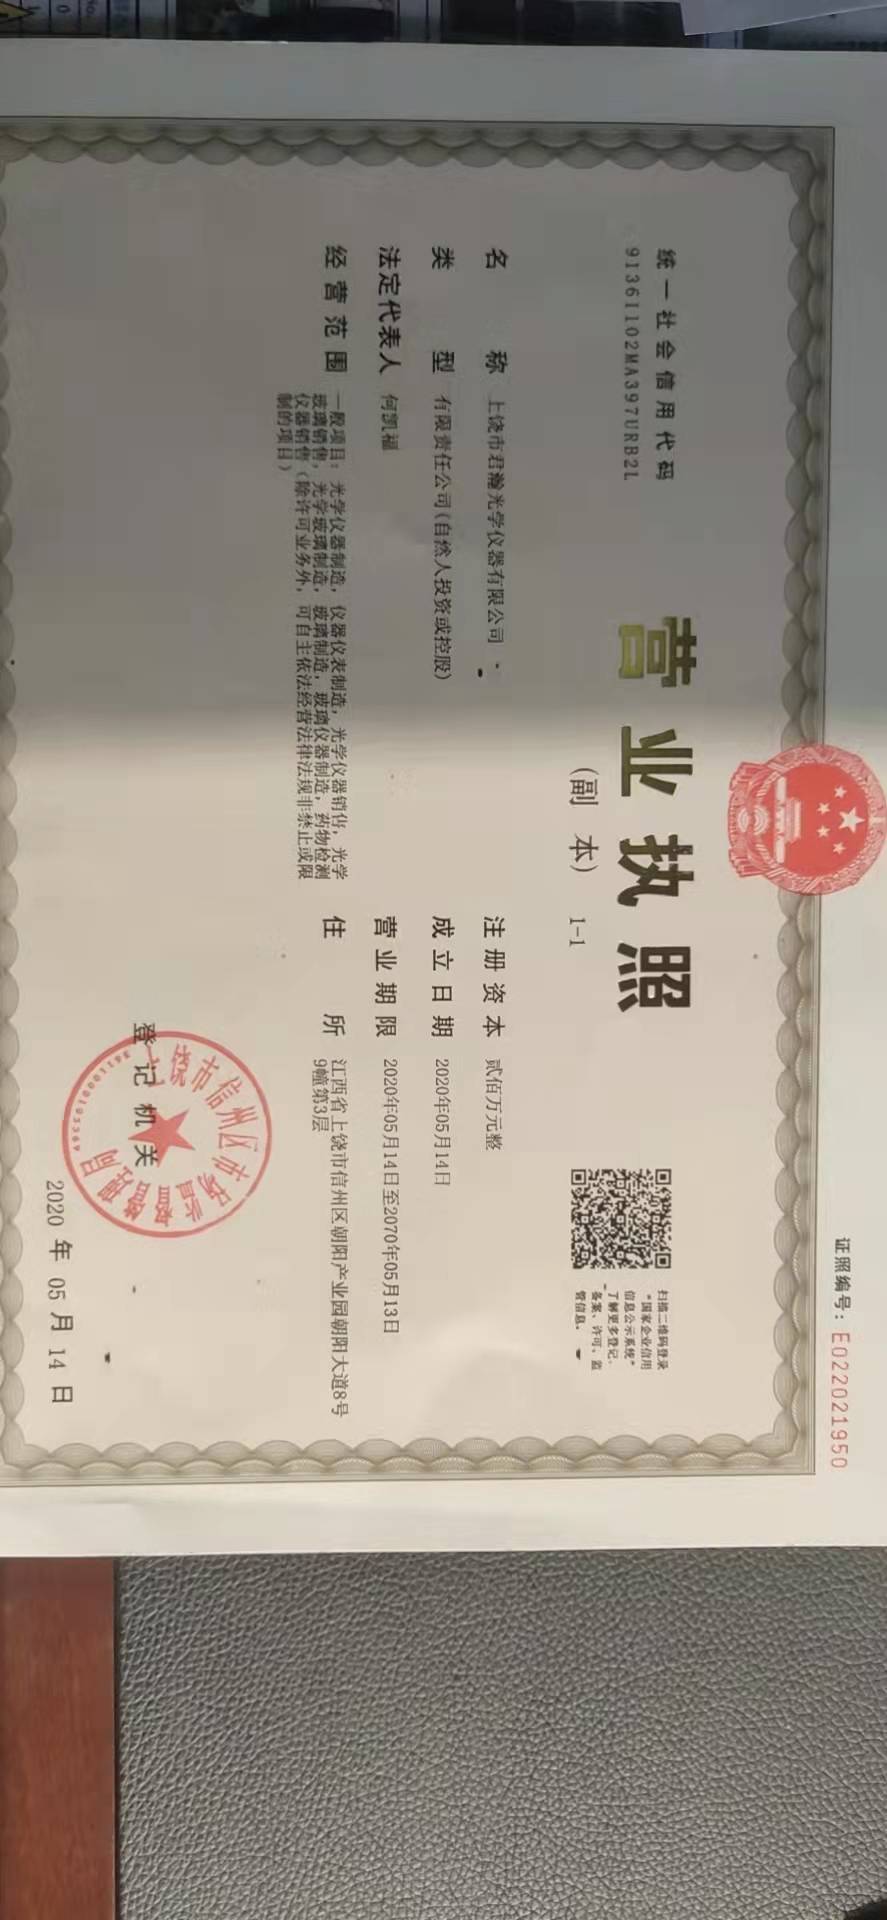 证照编号：E022021950
统一社会信用代码
91361102MA397URB2L
营业执照
（副本）1-1
扫描二维码登录
“国家企业信用
信息公示系统”
了解更多登记、
备案、许可、监
管信息。
名称 上饶市君瀚光学仪器有限公司
类型 有限责任公司(自然人投资或控股)
法定代表人 何凯福
经营范围 一般项目：光学仪器制造，仪器仪表制造，光学仪器销售，光学
玻璃销售，光学玻璃制造，玻璃制造，玻璃仪器制造，药物检测
仪器销售（除许可业务外，可自主依法经营法律法规非禁止或限
制的项目）
注册资本 贰佰万元整
成立日期 2020年05月14日
营业期限 2020年05月14日至2070年05月13日
住所 江西省上饶市信州区朝阳产业园朝阳大道8号
9幢第3层
登记机关
上饶市信州区市场监督管理局
2020年05月14日